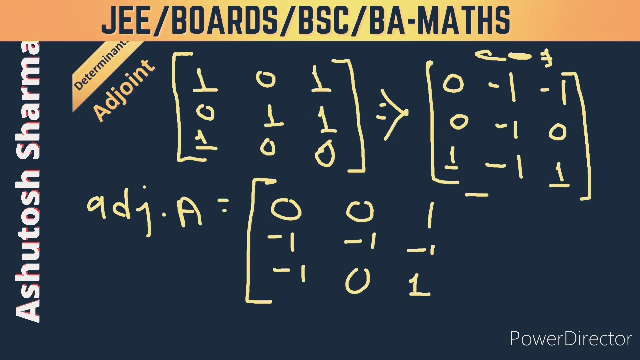 JEE/BOARDS/BSC/BA-MATHS
Ashutosh Sharma
Determinant
Adjoint
[1 0 1] => [0 -1 -1]
[0 1 1] [0 -1 0]
[1 0 0] [1 -1 1]
adj. A = [0 0 1
-1 -1 -1
-1 0 1
PowerDirector